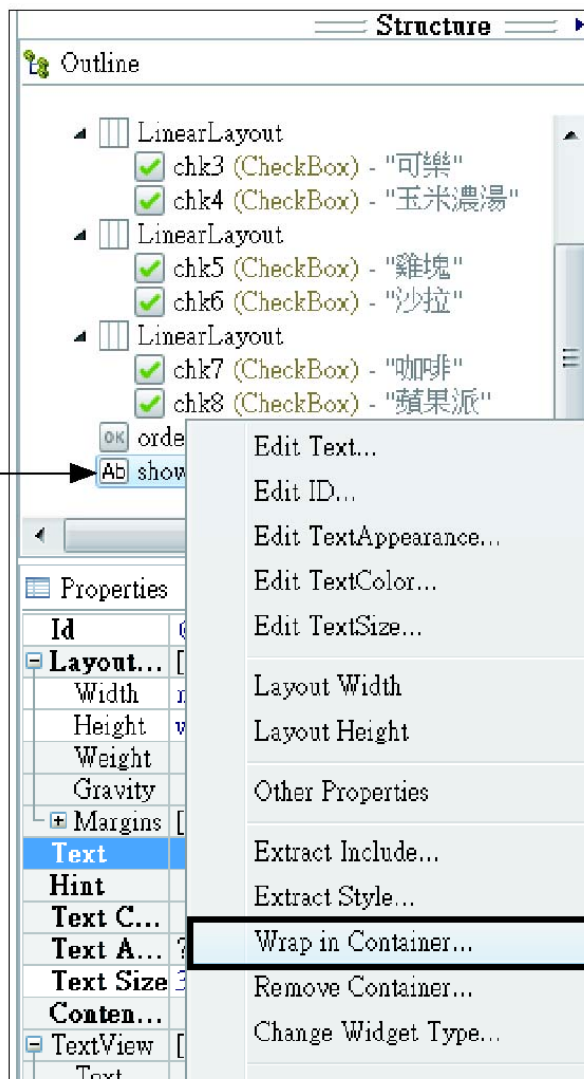 Structure
Outline
LinearLayout
chk3 (CheckBox) - "可樂"
chk4 (CheckBox) - "玉米濃湯"
LinearLayout
chk5 (CheckBox) - "雞塊"
chk6 (CheckBox) - "沙拉"
LinearLayout
chk7 (CheckBox) - "咖啡"
chk8 (CheckBox) - "蘋果派"
OK orde
Ab show
Edit Text...
Edit ID...
Edit TextAppearance...
Edit TextColor...
Edit TextSize...
Layout Width
Layout Height
Other Properties
Extract Include...
Extract Style...
Wrap in Container...
Remove Container...
Change Widget Type...
Properties
Id
Layout... [
Width
Height
Weight
Gravity
Margins [
Text
Hint
Text C...
Text A... ?
Text Size 3
Conten...
TextView [
Text